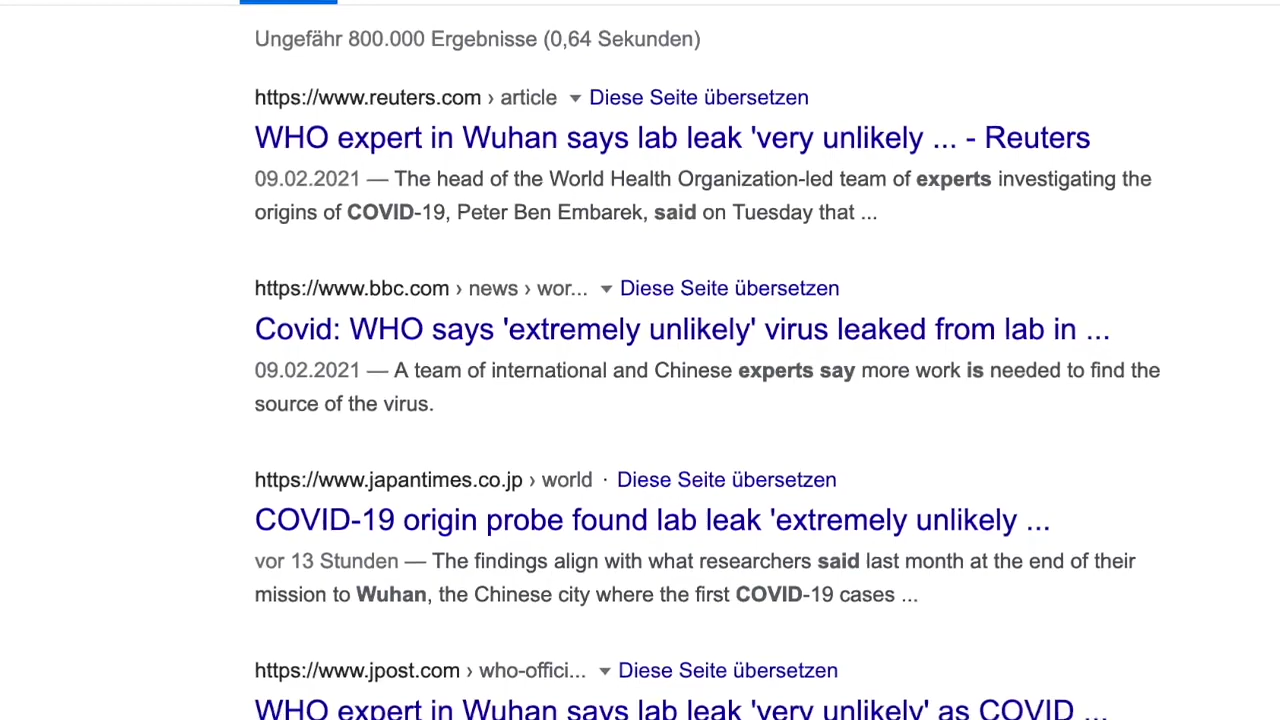 Ungefähr 800.000 Ergebnisse (0,64 Sekunden)
https://www.reuters.com › article ▼ Diese Seite übersetzen
WHO expert in Wuhan says lab leak 'very unlikely ... - Reuters
09.02.2021 — The head of the World Health Organization-led team of experts investigating the
origins of COVID-19, Peter Ben Embarek, said on Tuesday that ...
https://www.bbc.com › news › wor... ▼ Diese Seite übersetzen
Covid: WHO says 'extremely unlikely' virus leaked from lab in ...
09.02.2021 — A team of international and Chinese experts say more work is needed to find the
source of the virus.
https://www.japantimes.co.jp › world · Diese Seite übersetzen
COVID-19 origin probe found lab leak 'extremely unlikely ...
vor 13 Stunden — The findings align with what researchers said last month at the end of their
mission to Wuhan, the Chinese city where the first COVID-19 cases ...
https://www.jpost.com › who-offici... ▼ Diese Seite übersetzen
WHO expert in Wuhan says lab leak 'very unlikely' as COVID ...